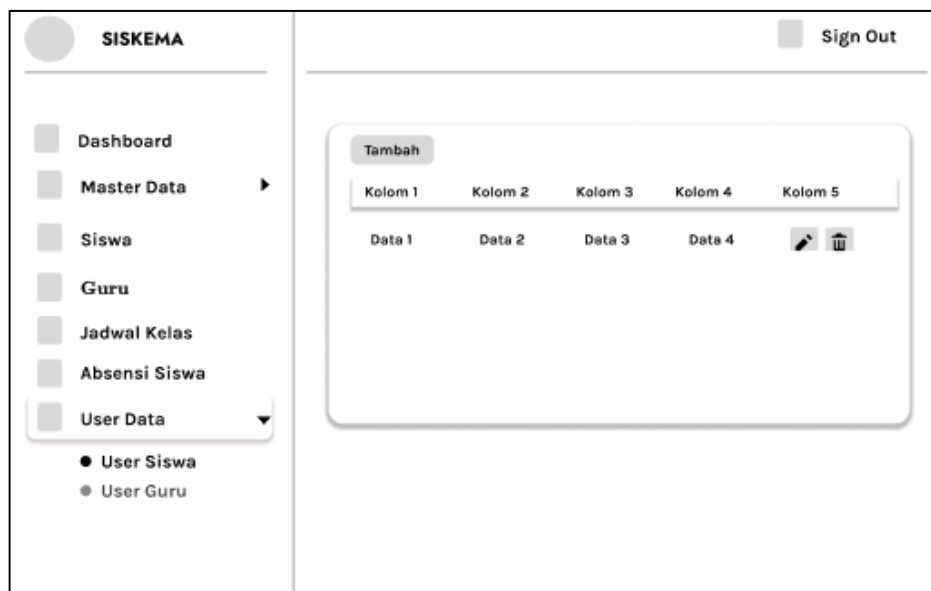 SISKEMA
Sign Out
Dashboard
Master Data
Siswa
Guru
Jadwal Kelas
Absensi Siswa
User Data
User Siswa
User Guru
Tambah
Kolom 1 Kolom 2 Kolom 3 Kolom 4 Kolom 5
Data 1 Data 2 Data 3 Data 4